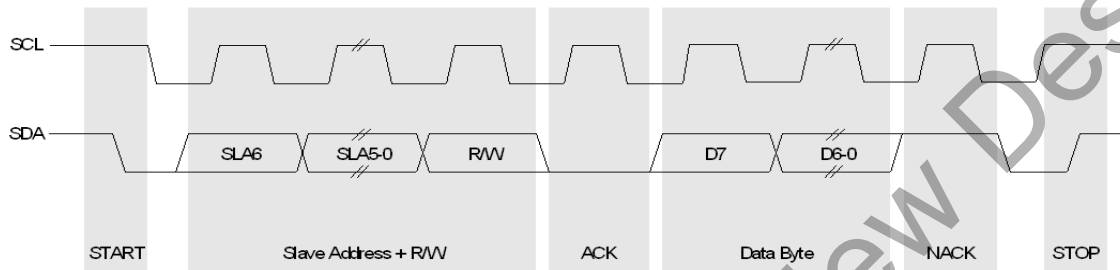 SCL
SDA
SLA6 SLA5-0 R/W D7 D6-0
START Slave Address + R/W ACK Data Byte NACK STOP